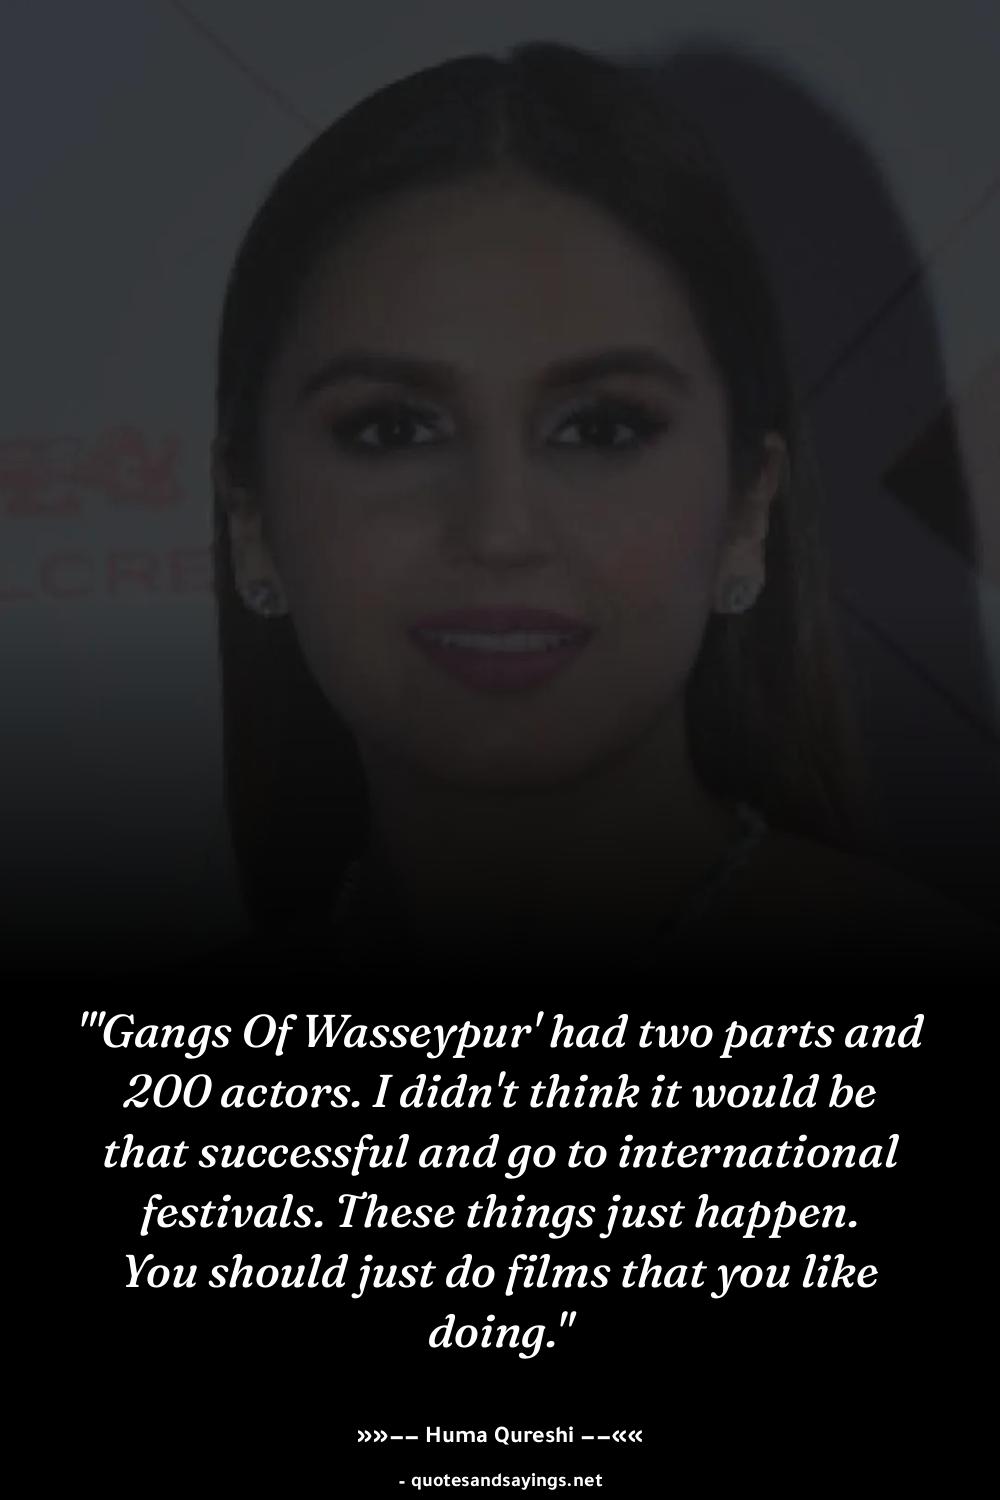 LCRE
"'Gangs Of Wasseypur' had two parts and
200 actors. I didn't think it would be
that successful and go to international
festivals. These things just happen.
You should just do films that you like
doing."
»»−− Huma Qureshi −−««
- quotesandsayings.net